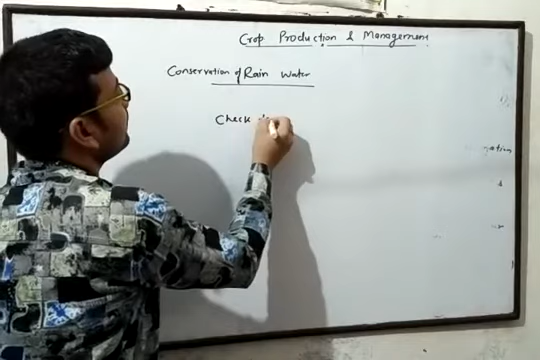 Crop Production & Management
Conservation of Rain Water
Check